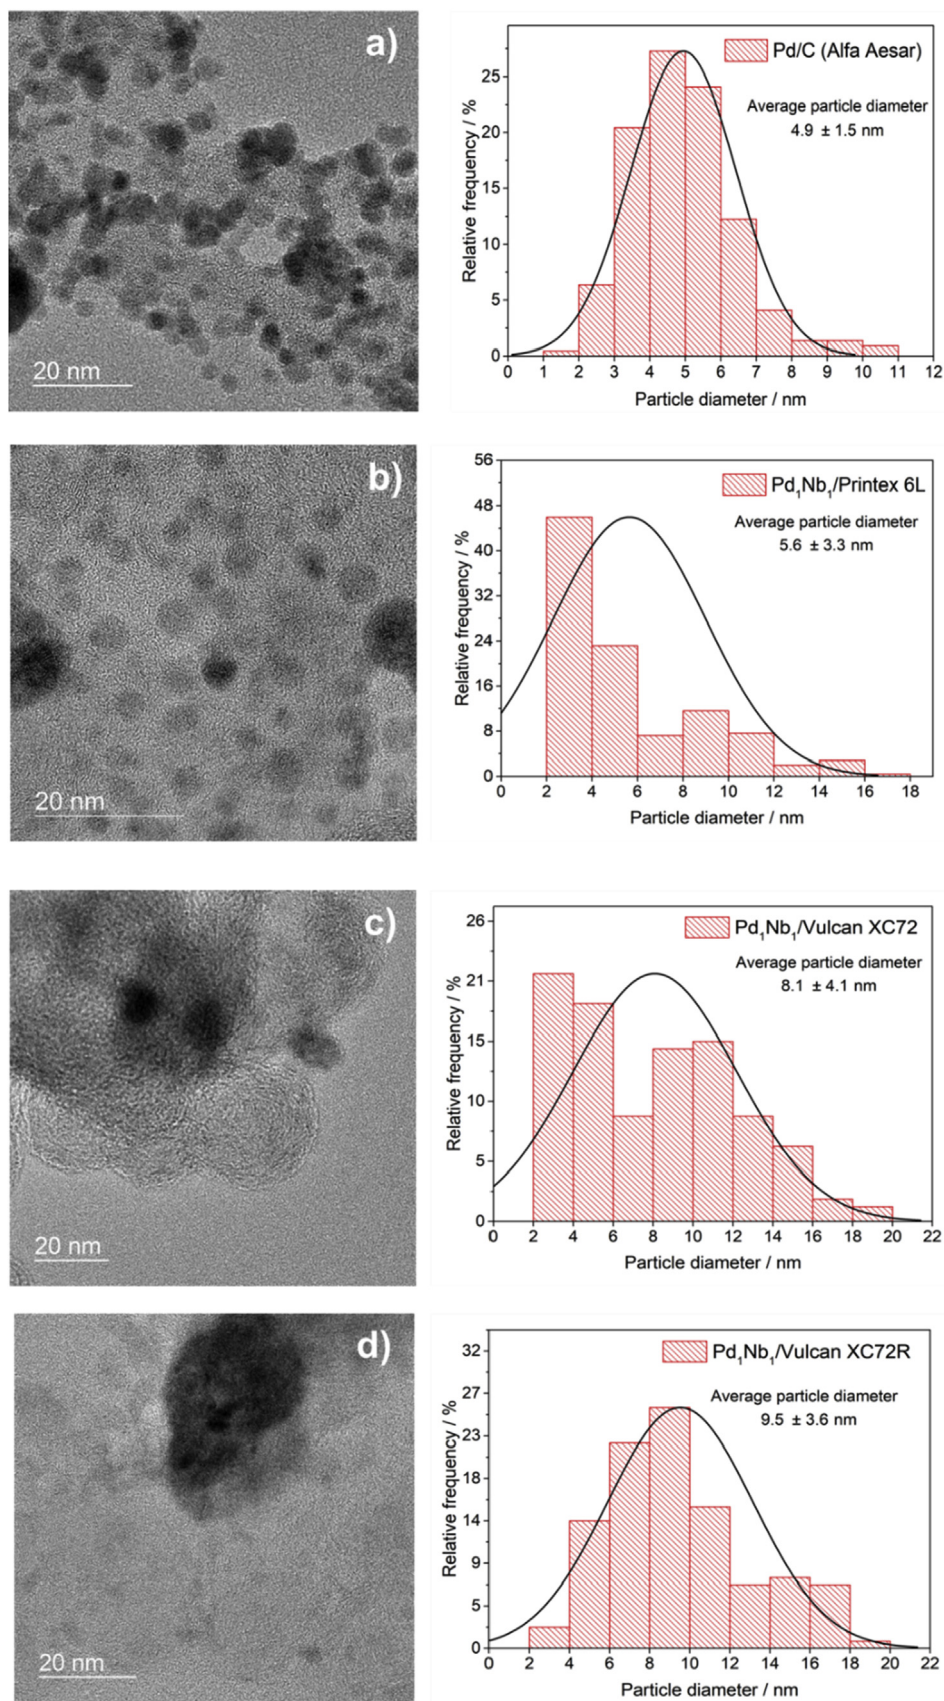 a)
20 nm
Pd/C (Alfa Aesar)
Average particle diameter
4.9 ± 1.5 nm
Relative frequency / %
25
20
15
10
5
0
0 1 2 3 4 5 6 7 8 9 10 11 12
Particle diameter / nm
b)
20 nm
Pd₁Nb₁/Printex 6L
Average particle diameter
5.6 ± 3.3 nm
Relative frequency / %
56
48
40
32
24
16
8
0
0 2 4 6 8 10 12 14 16 18
Particle diameter / nm
c)
20 nm
Pd₁Nb₁/Vulcan XC72
Average particle diameter
8.1 ± 4.1 nm
Relative frequency / %
26
21
15
10
5
0
0 2 4 6 8 10 12 14 16 18 20 22
Particle diameter / nm
d)
20 nm
Pd₁Nb₁/Vulcan XC72R
Average particle diameter
9.5 ± 3.6 nm
Relative frequency / %
32
27
23
18
14
9
5
0
0 2 4 6 8 10 12 14 16 18 20 22
Particle diameter / nm